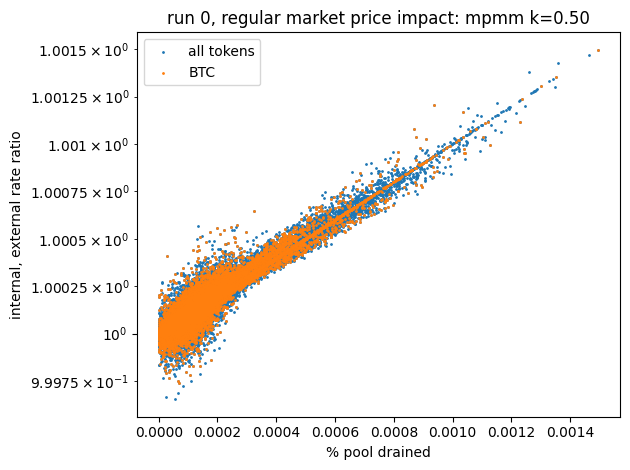 run 0, regular market price impact: mpmm k=0.50
all tokens
BTC
1.0015 × 10⁰
1.00125 × 10⁰
1.001 × 10⁰
1.00075 × 10⁰
1.0005 × 10⁰
1.00025 × 10⁰
10⁰
9.9975 × 10⁻¹
internal, external rate ratio
0.0000 0.0002 0.0004 0.0006 0.0008 0.0010 0.0012 0.0014
% pool drained